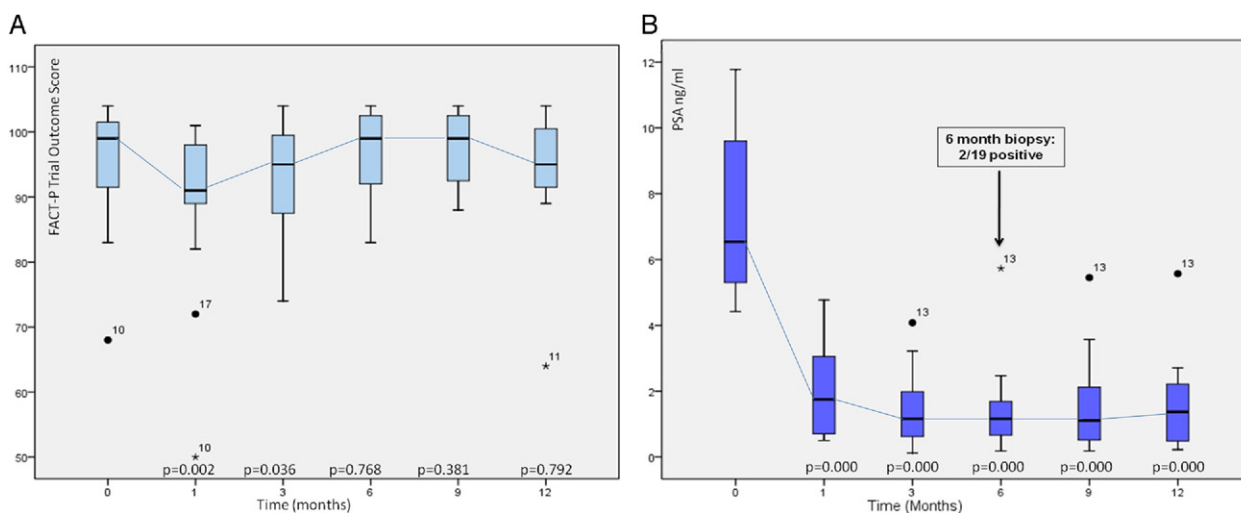 A
FACT-P Trial Outcome Score
110
100
90
80
70
60
50
10
17
10
11
p=0.002 p=0.036 p=0.768 p=0.381 p=0.792
0 1 3 6 9 12
Time (months)
B
PSA ng/ml
12
10
8
6
4
2
0
6 month biopsy:
2/19 positive
13
13
13
13
p=0.000 p=0.000 p=0.000 p=0.000 p=0.000
0 1 3 6 9 12
Time (Months)